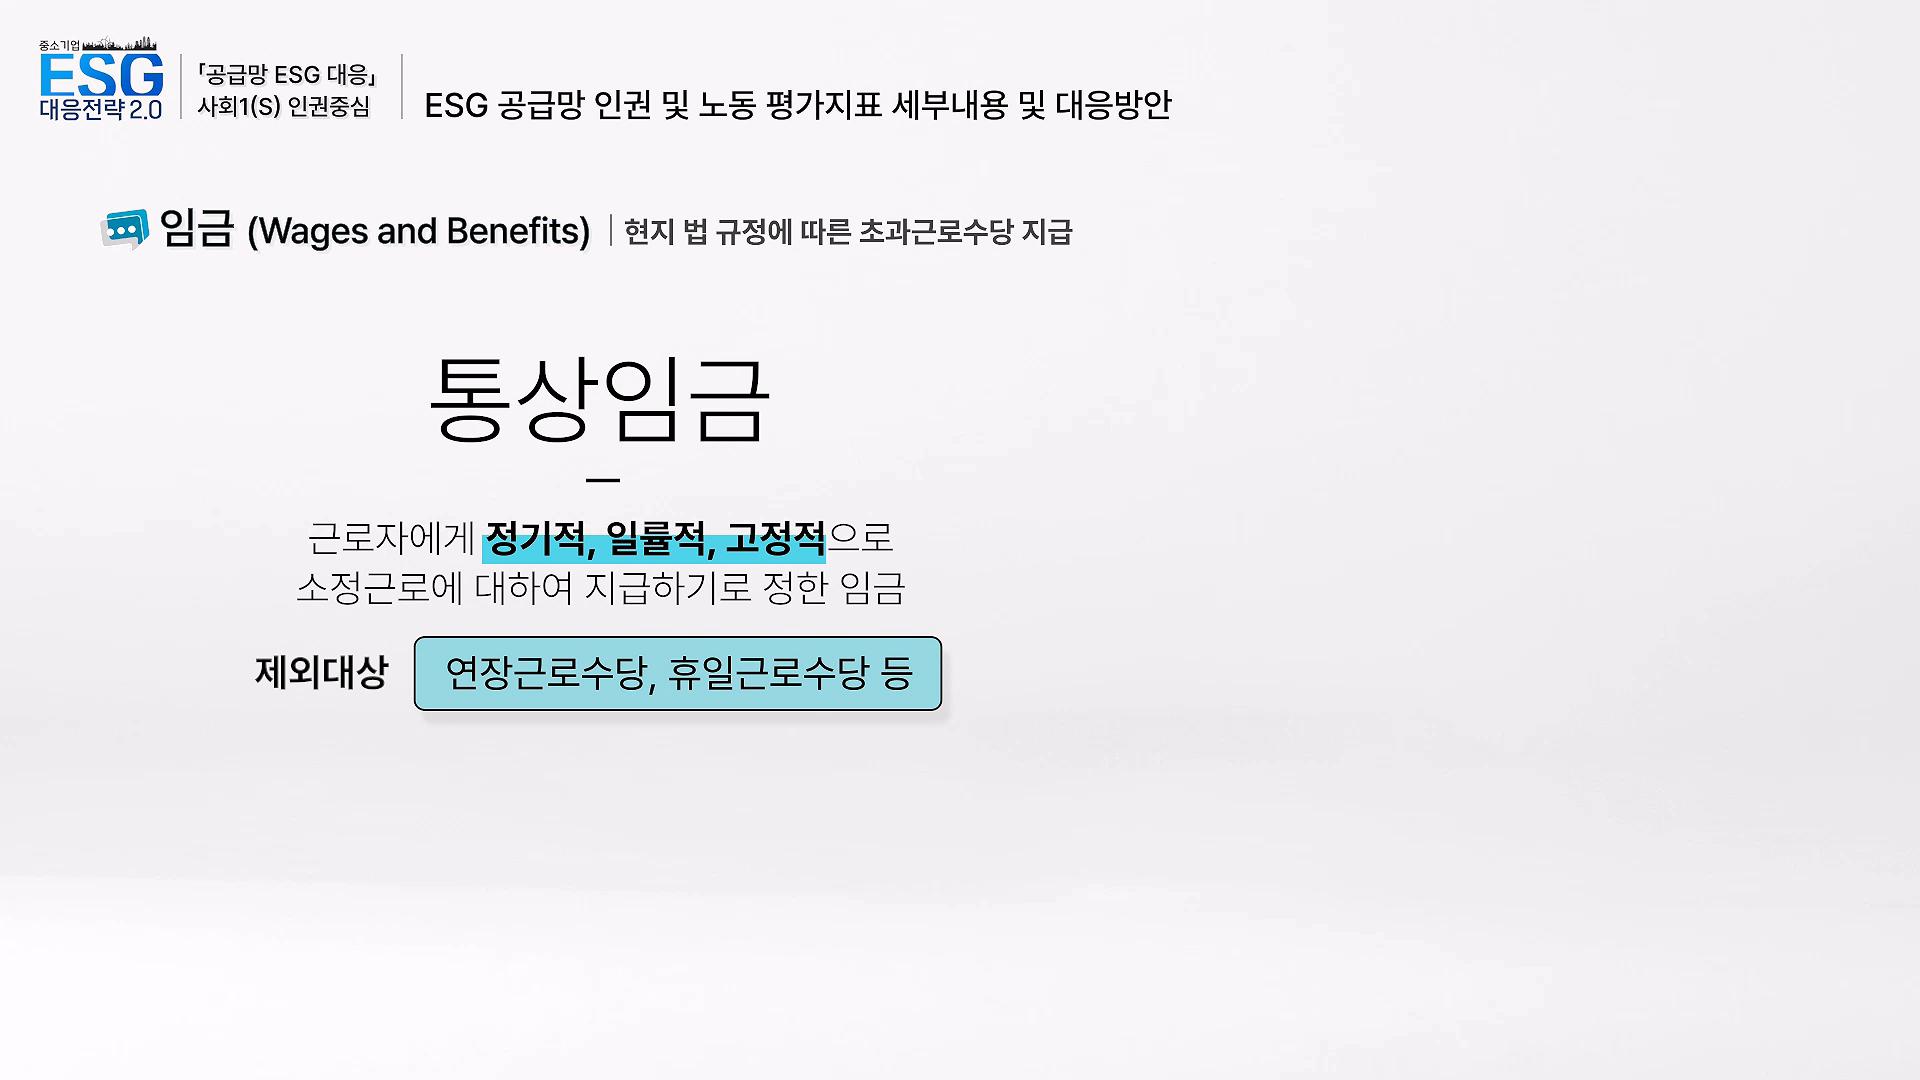 중소기업
ESG
대응전략 2.0
「공급망 ESG 대응」
사회1(S) 인권중심
ESG 공급망 인권 및 노동 평가지표 세부내용 및 대응방안
임금 (Wages and Benefits)
현지 법 규정에 따른 초과근로수당 지급
통상임금
근로자에게 정기적, 일률적, 고정적으로
소정근로에 대하여 지급하기로 정한 임금
제외대상
연장근로수당, 휴일근로수당 등